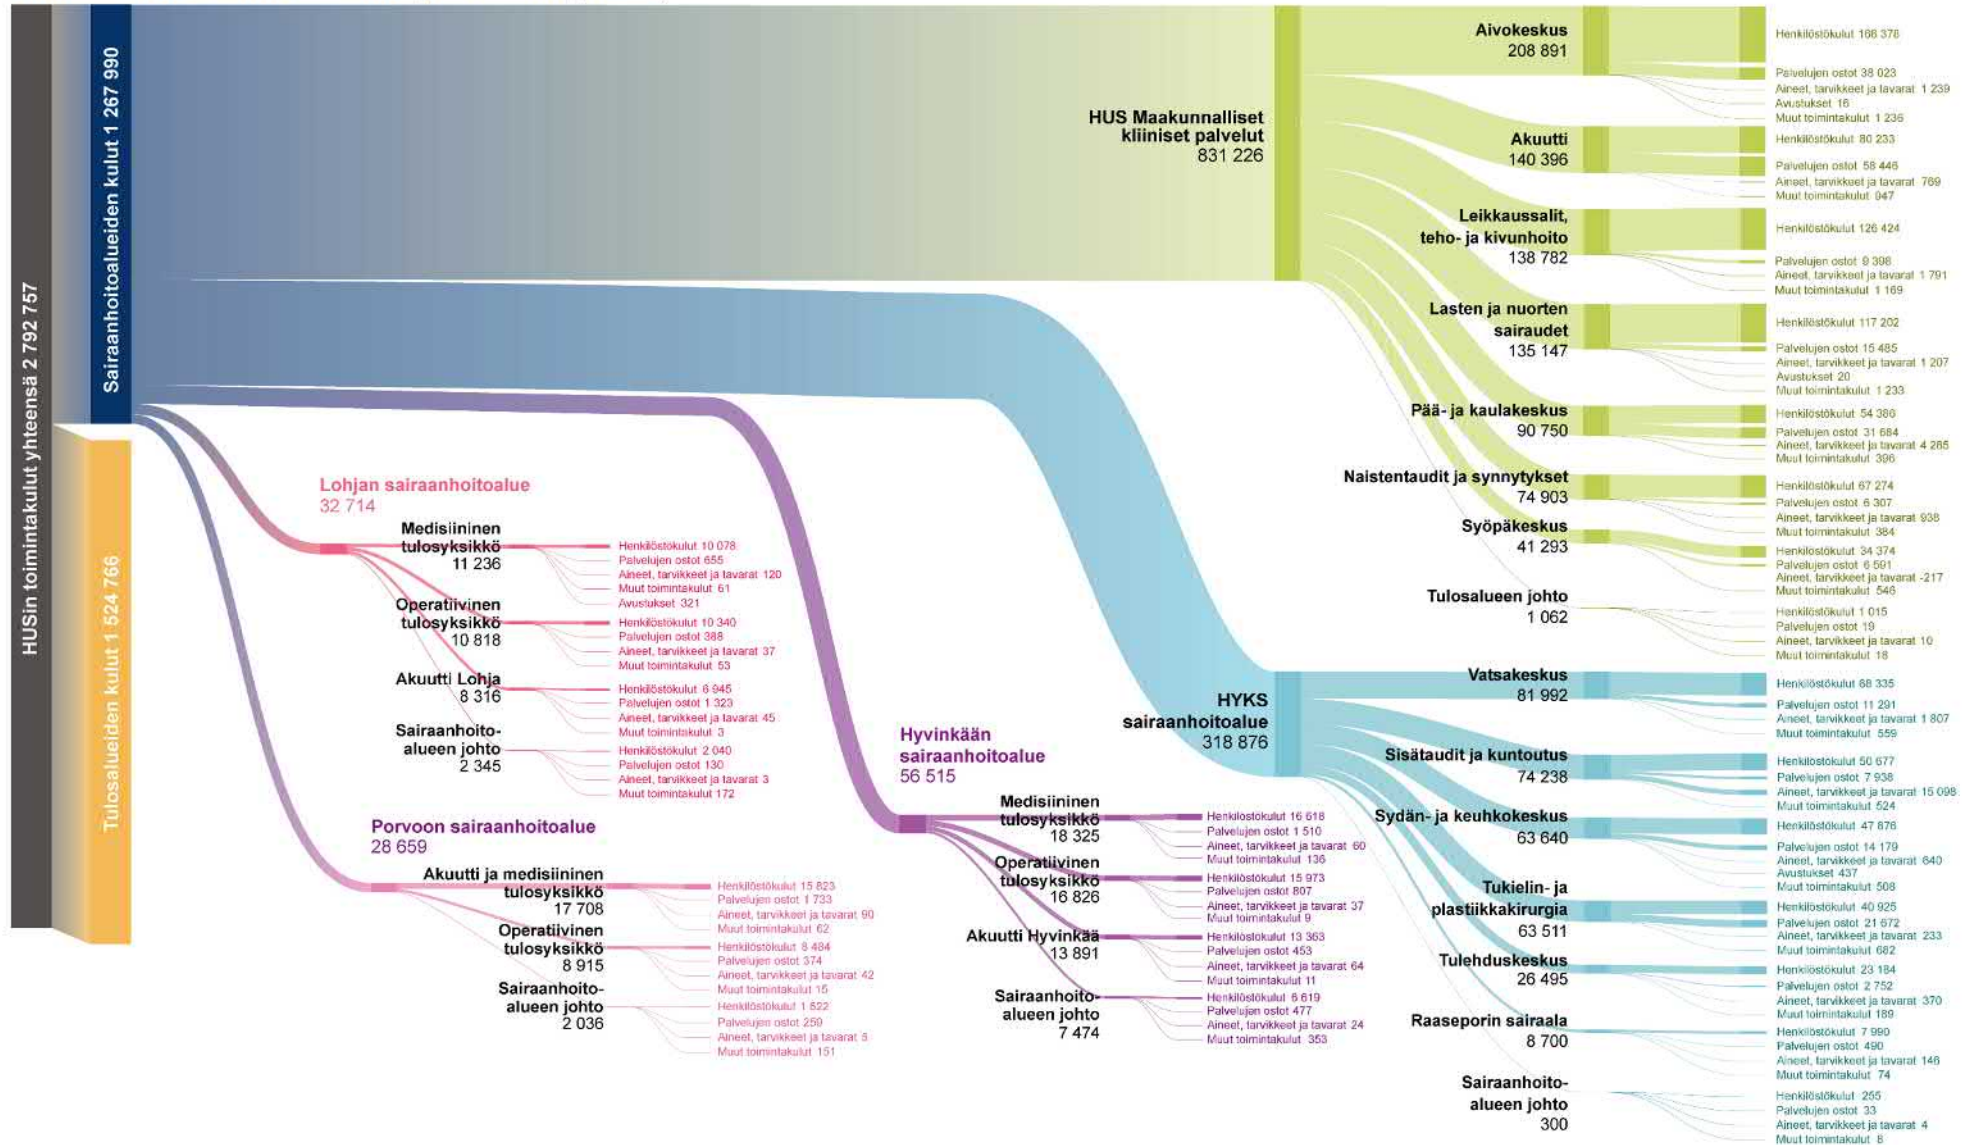 HUSin toimintakulut yhteensä 2 792 757
Sairaanhoitoalueiden kulut 1 267 990
Tulosalueiden kulut 1 524 766
HUS Maakunnalliset
kliiniset palvelut
831 226
Aivokeskus
208 891
Henkilöstökulut 168 378
Palvelujen ostot 38 023
Aineet, tarvikkeet ja tavarat 1 239
Avustukset 16
Muut toimintakulut 1 236
Akuutti
140 396
Henkilöstökulut 80 233
Palvelujen ostot 58 446
Aineet, tarvikkeet ja tavarat 769
Muut toimintakulut 947
Leikkaussalit,
teho- ja kivunhoito
138 782
Henkilöstökulut 126 424
Palvelujen ostot 9 398
Aineet, tarvikkeet ja tavarat 1 791
Muut toimintakulut 1 169
Lasten ja nuorten
sairaudet
135 147
Henkilöstökulut 117 202
Palvelujen ostot 15 485
Aineet, tarvikkeet ja tavarat 1 207
Avustukset 20
Muut toimintakulut 1 233
Pää- ja kaulakeskus
90 750
Henkilöstökulut 54 386
Palvelujen ostot 31 684
Aineet, tarvikkeet ja tavarat 4 285
Muut toimintakulut 396
Naistentaudit ja synnytykset
74 903
Henkilöstökulut 67 274
Palvelujen ostot 6 307
Aineet, tarvikkeet ja tavarat 938
Muut toimintakulut 384
Syöpäkeskus
41 293
Henkilöstökulut 34 374
Palvelujen ostot 6 591
Aineet, tarvikkeet ja tavarat -217
Muut toimintakulut 546
Tulosalueen johto
1 062
Henkilöstökulut 1 015
Palvelujen ostot 19
Aineet, tarvikkeet ja tavarat 10
Muut toimintakulut 18
HYKS
sairaanhoitoalue
318 876
Vatsakeskus
81 992
Henkilöstökulut 68 335
Palvelujen ostot 11 291
Aineet, tarvikkeet ja tavarat 1 807
Muut toimintakulut 559
Sisätaudit ja kuntoutus
74 238
Henkilöstökulut 50 677
Palvelujen ostot 7 938
Aineet, tarvikkeet ja tavarat 15 098
Muut toimintakulut 524
Sydän- ja keuhkokeskus
63 640
Henkilöstökulut 47 876
Palvelujen ostot 14 179
Aineet, tarvikkeet ja tavarat 640
Avustukset 437
Muut toimintakulut 508
Tukielin- ja
plastiikkakirurgia
63 511
Henkilöstökulut 40 925
Palvelujen ostot 21 672
Aineet, tarvikkeet ja tavarat 233
Muut toimintakulut 682
Tulehduskeskus
26 495
Henkilöstökulut 23 184
Palvelujen ostot 2 752
Aineet, tarvikkeet ja tavarat 370
Muut toimintakulut 189
Raaseporin sairaala
8 700
Henkilöstökulut 7 990
Palvelujen ostot 490
Aineet, tarvikkeet ja tavarat 146
Muut toimintakulut 74
Sairaanhoito-
alueen johto
300
Henkilöstökulut 255
Palvelujen ostot 33
Aineet, tarvikkeet ja tavarat 4
Muut toimintakulut 8
Lohjan sairaanhoitoalue
32 714
Medisiininen
tulosyksikkö
11 236
Henkilöstökulut 10 078
Palvelujen ostot 655
Aineet, tarvikkeet ja tavarat 120
Muut toimintakulut 61
Avustukset 321
Operatiivinen
tulosyksikkö
10 818
Henkilöstökulut 10 340
Palvelujen ostot 388
Aineet, tarvikkeet ja tavarat 37
Muut toimintakulut 53
Akuutti Lohja
8 316
Henkilöstökulut 6 945
Palvelujen ostot 1 323
Aineet, tarvikkeet ja tavarat 45
Muut toimintakulut 3
Sairaanhoito-
alueen johto
2 345
Henkilöstökulut 2 040
Palvelujen ostot 130
Aineet, tarvikkeet ja tavarat 3
Muut toimintakulut 172
Porvoon sairaanhoitoalue
28 659
Akuutti ja medisiininen
tulosyksikkö
17 708
Henkilöstökulut 15 823
Palvelujen ostot 1 733
Aineet, tarvikkeet ja tavarat 90
Muut toimintakulut 62
Operatiivinen
tulosyksikkö
8 915
Henkilöstökulut 8 484
Palvelujen ostot 374
Aineet, tarvikkeet ja tavarat 42
Muut toimintakulut 15
Sairaanhoito-
alueen johto
2 036
Henkilöstökulut 1 622
Palvelujen ostot 259
Aineet, tarvikkeet ja tavarat 5
Muut toimintakulut 151
Hyvinkään
sairaanhoitoalue
56 515
Medisiininen
tulosyksikkö
18 325
Henkilöstökulut 16 618
Palvelujen ostot 1 510
Aineet, tarvikkeet ja tavarat 60
Muut toimintakulut 136
Operatiivinen
tulosyksikkö
16 826
Henkilöstökulut 15 973
Palvelujen ostot 807
Aineet, tarvikkeet ja tavarat 37
Muut toimintakulut 9
Akuutti Hyvinkää
13 891
Henkilöstökulut 13 363
Palvelujen ostot 453
Aineet, tarvikkeet ja tavarat 64
Muut toimintakulut 11
Sairaanhoito-
alueen johto
7 474
Henkilöstökulut 6 619
Palvelujen ostot 477
Aineet, tarvikkeet ja tavarat 24
Muut toimintakulut 353